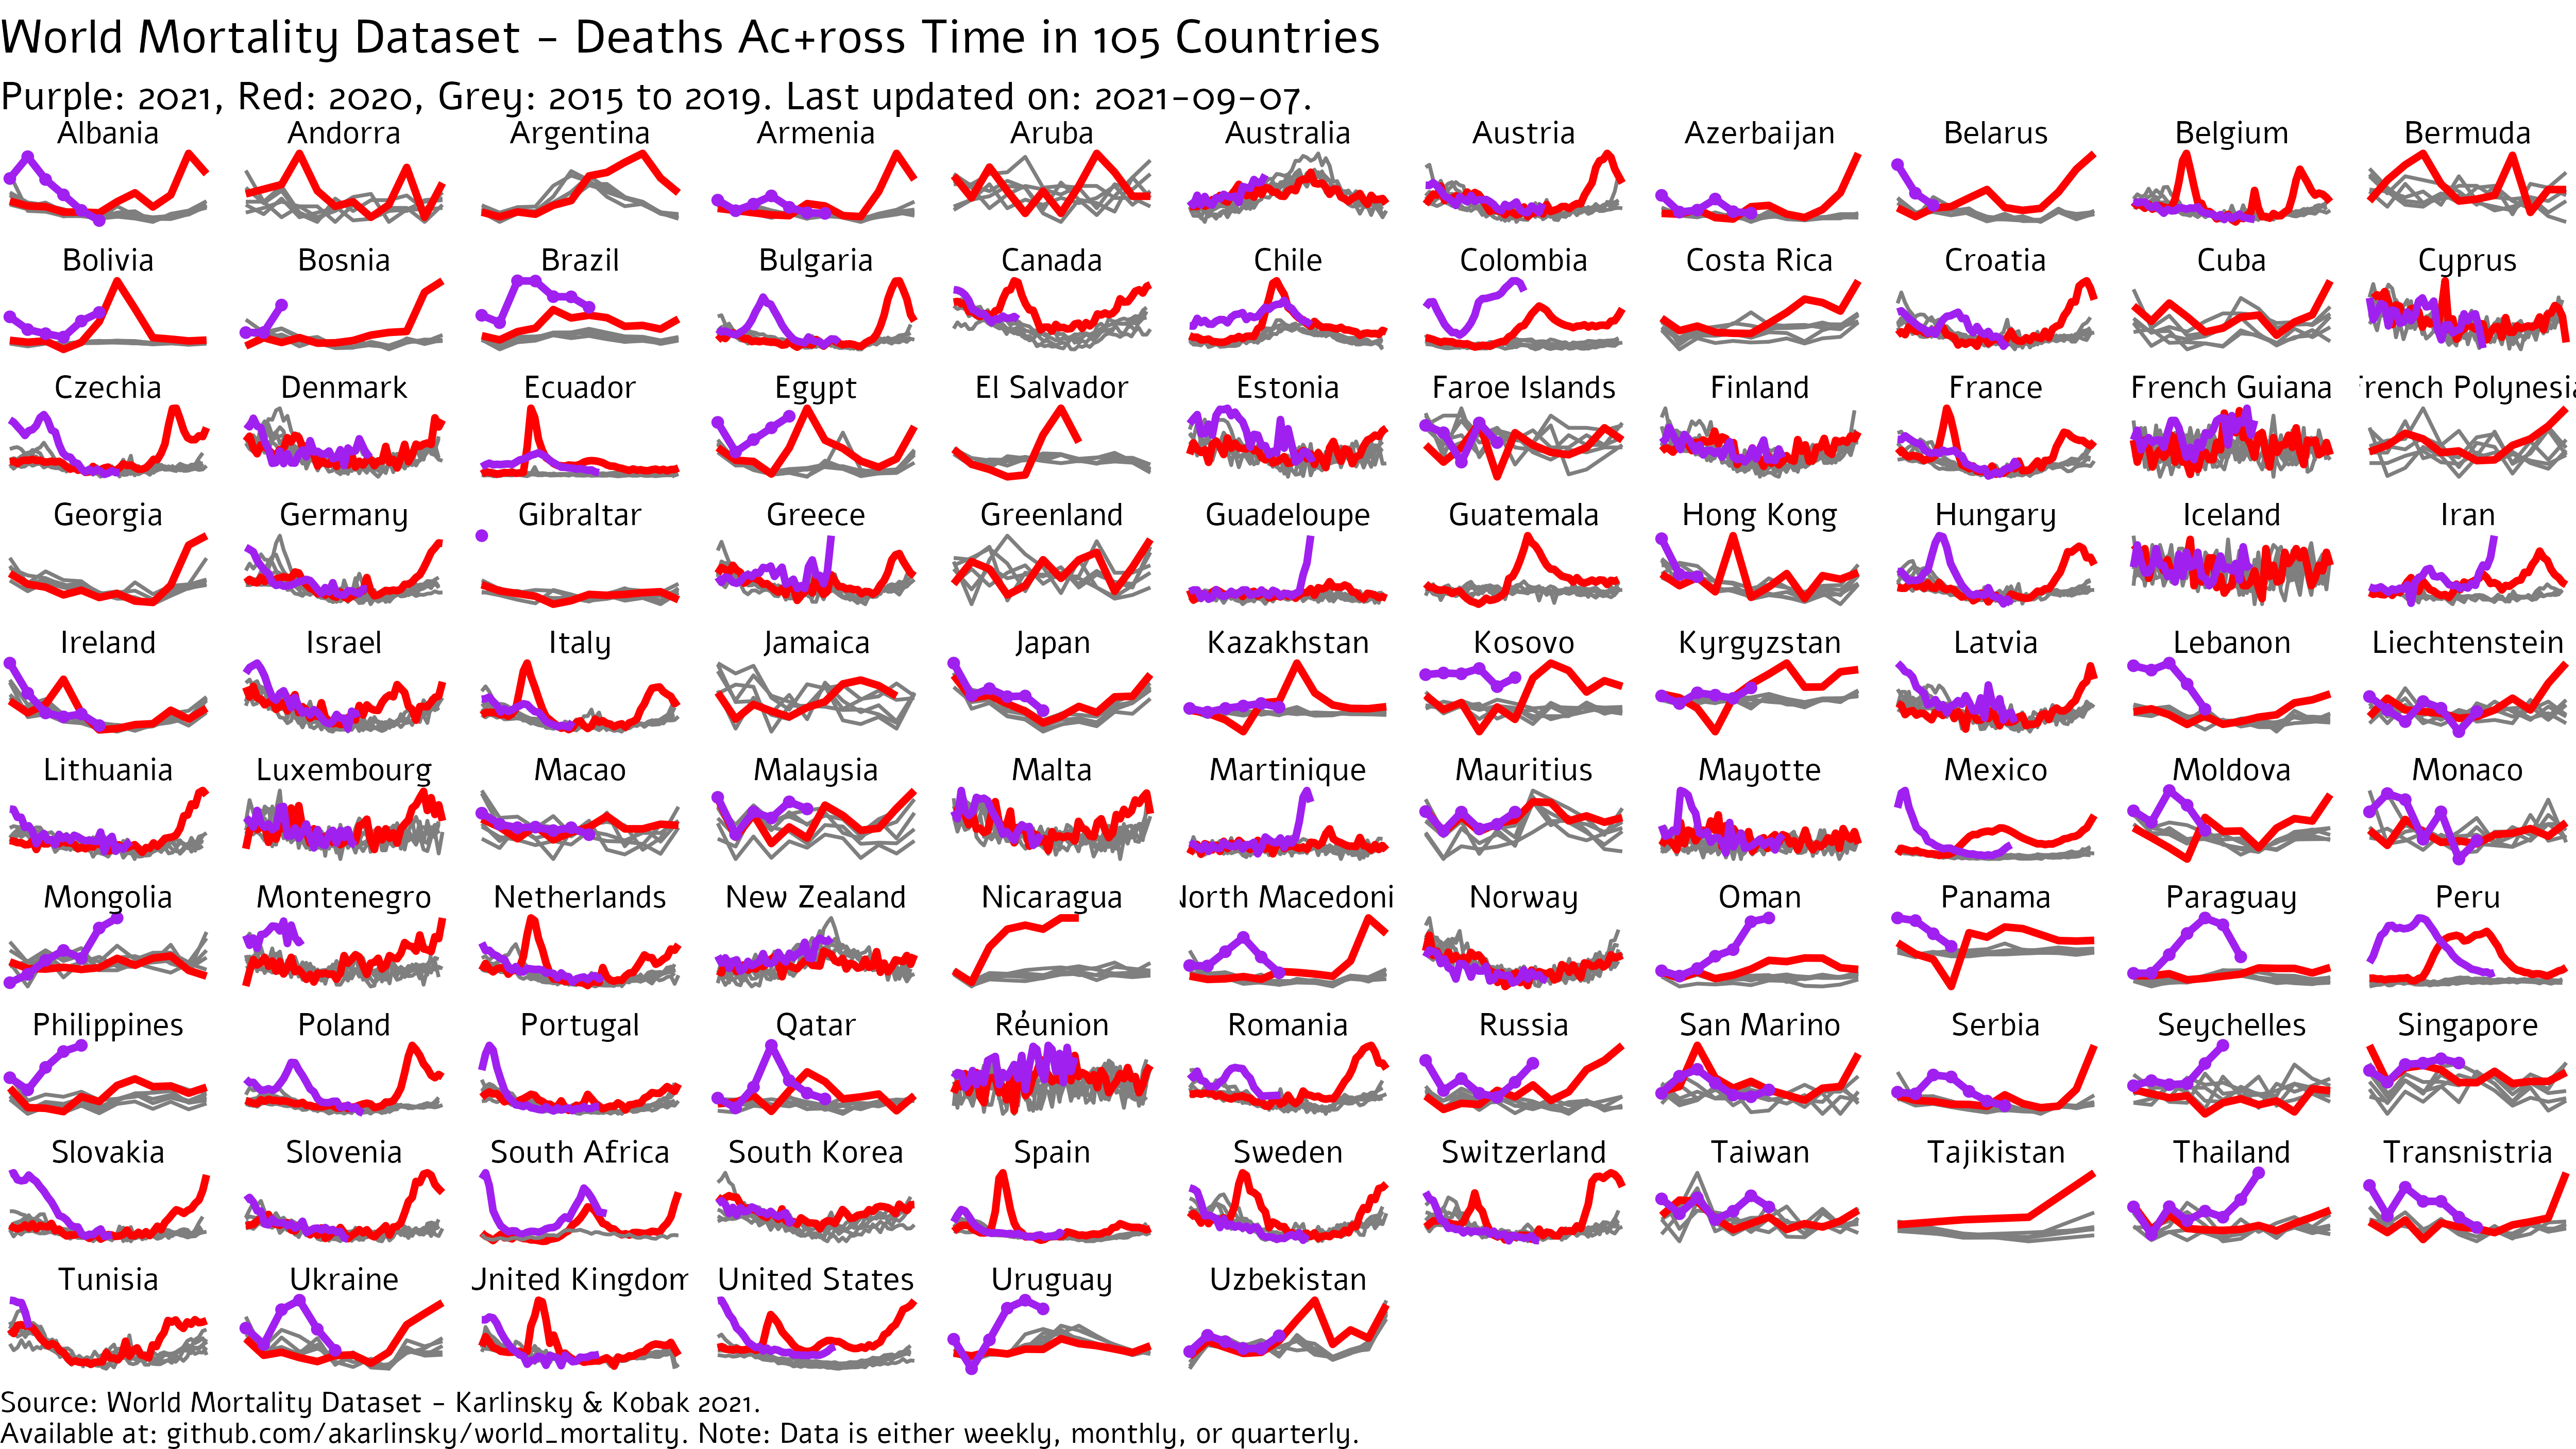 World Mortality Dataset - Deaths Ac+ross Time in 105 Countries
Purple: 2021, Red: 2020, Grey: 2015 to 2019. Last updated on: 2021-09-07.
Albania Andorra Argentina Armenia Aruba Australia Austria Azerbaijan Belarus Belgium Bermuda
Bolivia Bosnia Brazil Bulgaria Canada Chile Colombia Costa Rica Croatia Cuba Cyprus
Czechia Denmark Ecuador Egypt El Salvador Estonia Faroe Islands Finland France French Guiana rench Polynesia
Georgia Germany Gibraltar Greece Greenland Guadeloupe Guatemala Hong Kong Hungary Iceland Iran
Ireland Israel Italy Jamaica Japan Kazakhstan Kosovo Kyrgyzstan Latvia Lebanon Liechtenstein
Lithuania Luxembourg Macao Malaysia Malta Martinique Mauritius Mayotte Mexico Moldova Monaco
Mongolia Montenegro Netherlands New Zealand Nicaragua North Macedoni Norway Oman Panama Paraguay Peru
Philippines Poland Portugal Qatar Réunion Romania Russia San Marino Serbia Seychelles Singapore
Slovakia Slovenia South Africa South Korea Spain Sweden Switzerland Taiwan Tajikistan Thailand Transnistria
Tunisia Ukraine United Kingdom United States Uruguay Uzbekistan
Source: World Mortality Dataset - Karlinsky & Kobak 2021.
Available at: github.com/akarlinsky/world_mortality. Note: Data is either weekly, monthly, or quarterly.